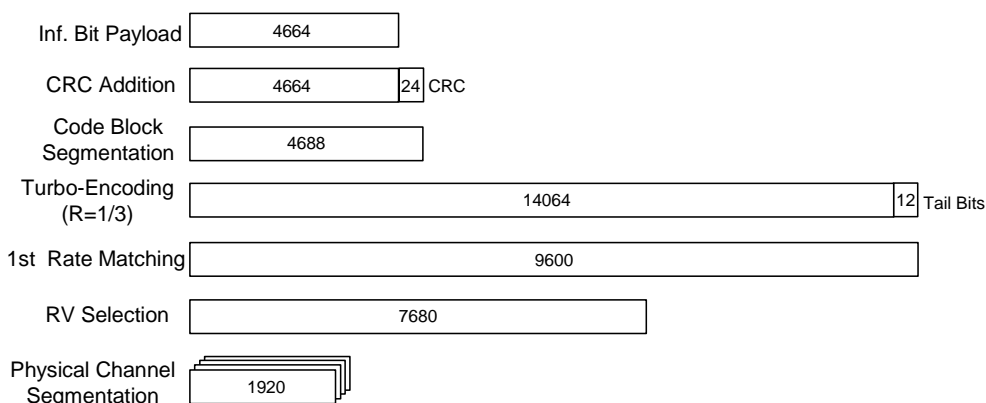 Inf. Bit Payload
4664
CRC Addition
4664
24
CRC
Code Block
Segmentation
4688
Turbo-Encoding
(R=1/3)
14064
12
Tail Bits
1st Rate Matching
9600
RV Selection
7680
Physical Channel
Segmentation
1920